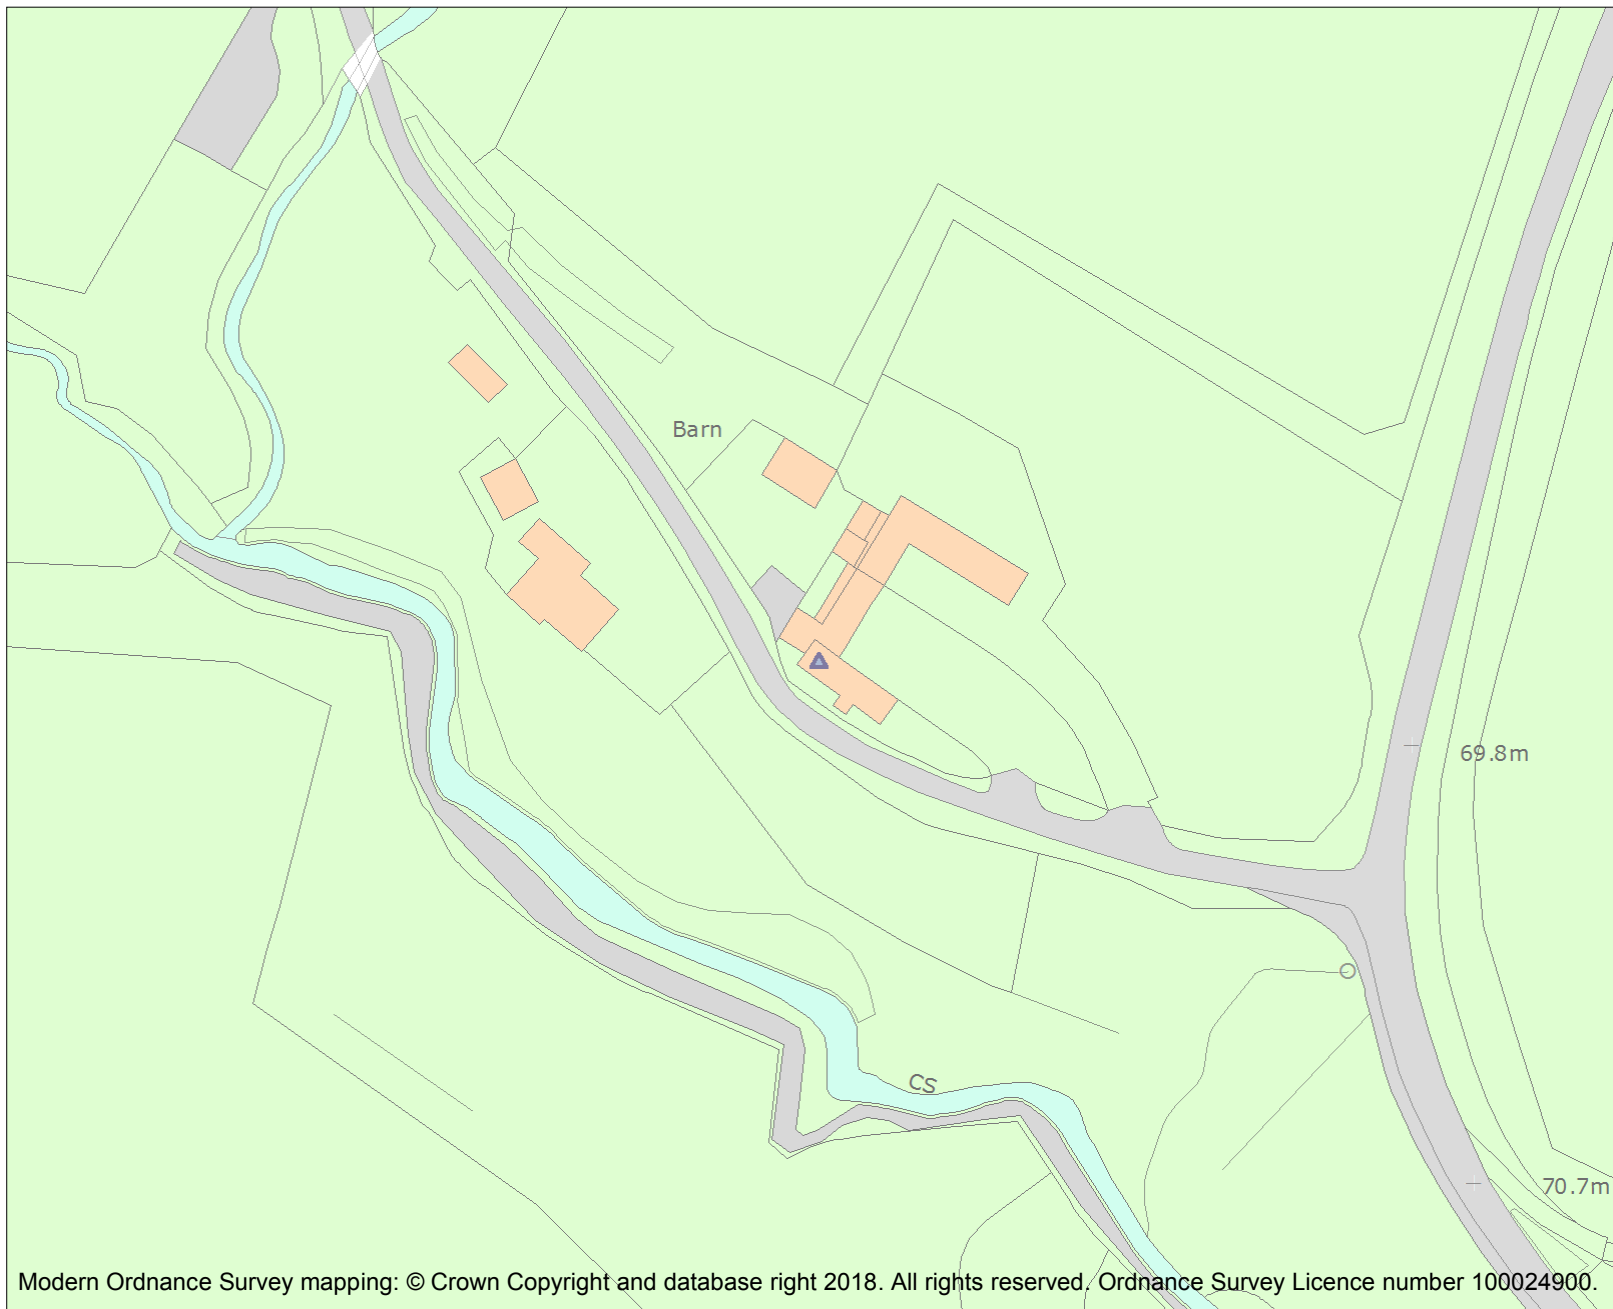 Barn
69.8m
CS
70.7m
Modern Ordnance Survey mapping: © Crown Copyright and database right 2018. All rights reserved. Ordnance Survey Licence number 100024900.